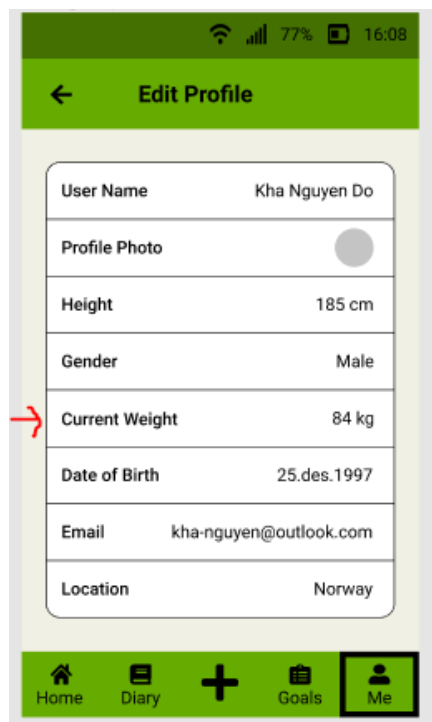 77% 16:08
Edit Profile
User Name Kha Nguyen Do
Profile Photo
Height 185 cm
Gender Male
Current Weight 84 kg
Date of Birth 25.des.1997
Email kha-nguyen@outlook.com
Location Norway
Home Diary Goals Me